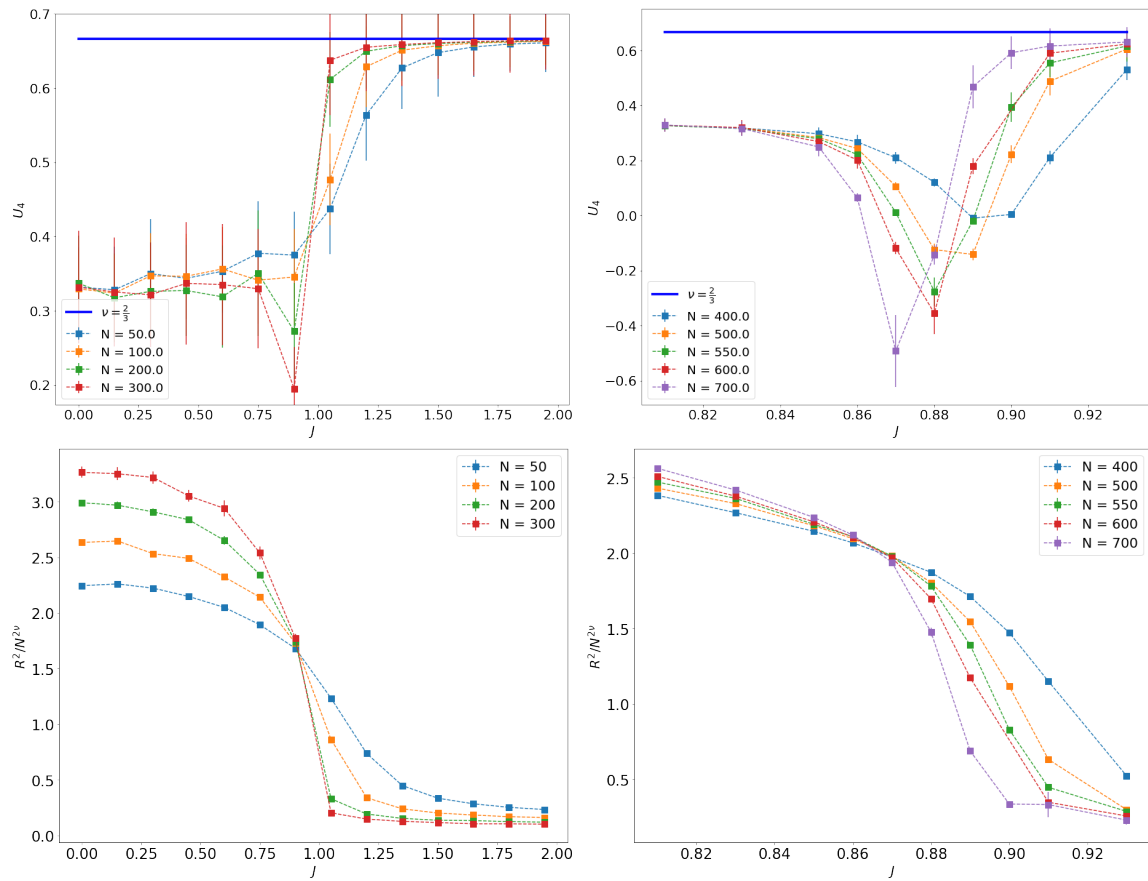 0.7
0.6
0.5
0.4
0.3
0.2
U₄
ν = 2/3
N = 50.0
N = 100.0
N = 200.0
N = 300.0
0.00 0.25 0.50 0.75 1.00 1.25 1.50 1.75 2.00
J
0.6
0.4
0.2
0.0
−0.2
−0.4
−0.6
U₄
ν = 2/3
N = 400.0
N = 500.0
N = 550.0
N = 600.0
N = 700.0
0.82 0.84 0.86 0.88 0.90 0.92
J
3.0
2.5
2.0
1.5
1.0
0.5
0.0
R²/N²ᵛ
N = 50
N = 100
N = 200
N = 300
0.00 0.25 0.50 0.75 1.00 1.25 1.50 1.75 2.00
J
2.5
2.0
1.5
1.0
0.5
R²/N²ᵛ
N = 400
N = 500
N = 550
N = 600
N = 700
0.82 0.84 0.86 0.88 0.90 0.92
J